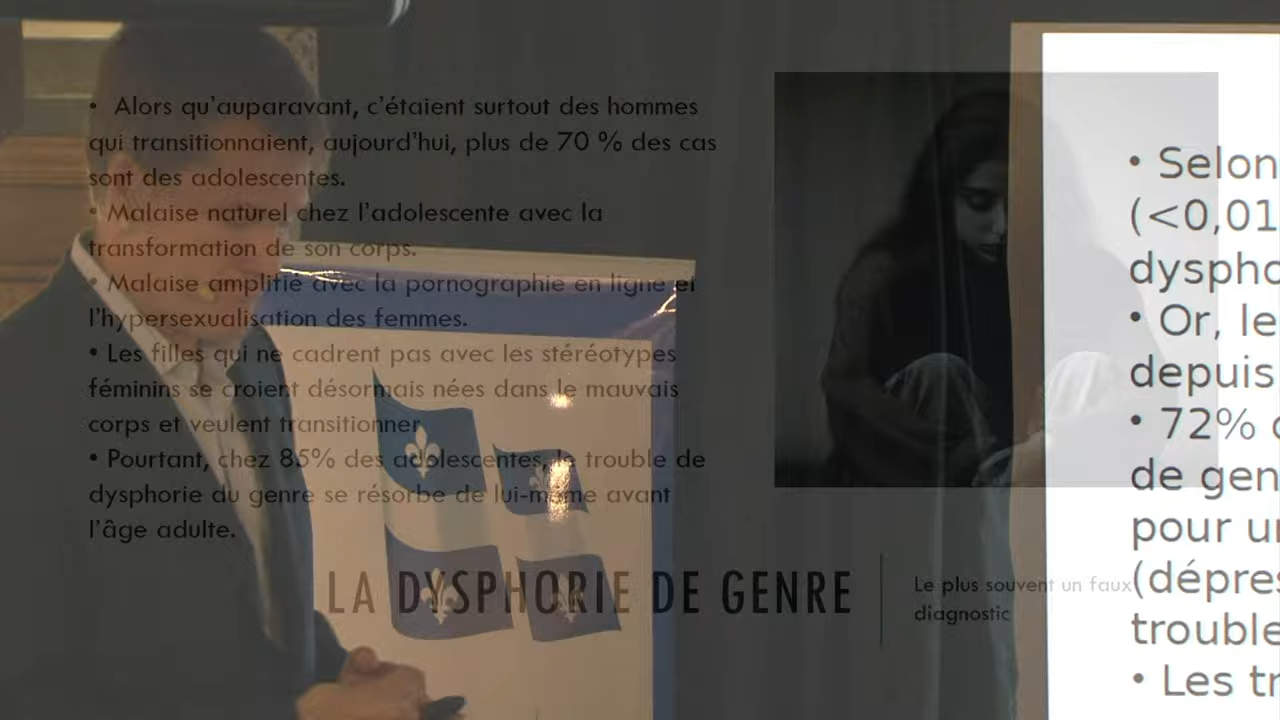 • Alors qu'auparavant, c'étaient surtout des hommes
qui transitionnaient, aujourd'hui, plus de 70 % des cas
sont des adolescentes.
• Malaise naturel chez l'adolescente avec la
transformation de son corps.
• Malaise amplifié avec la pornographie en ligne et
l'hypersexualisation des femmes.
• Les filles qui ne cadrent pas avec les stéréotypes
féminins se croient désormais nées dans le mauvais
corps et veulent transitionner.
• Pourtant, chez 85% des adolescentes, le trouble de
dysphorie du genre se résorbe de lui-même avant
l'âge adulte.
LA DYSPHORIE DE GENRE
Le plus souvent un faux
diagnostic
• Selon
(<0,01
dyspho
• Or, le
depuis
• 72%
de gen
pour un
(dépres
trouble
• Les tr